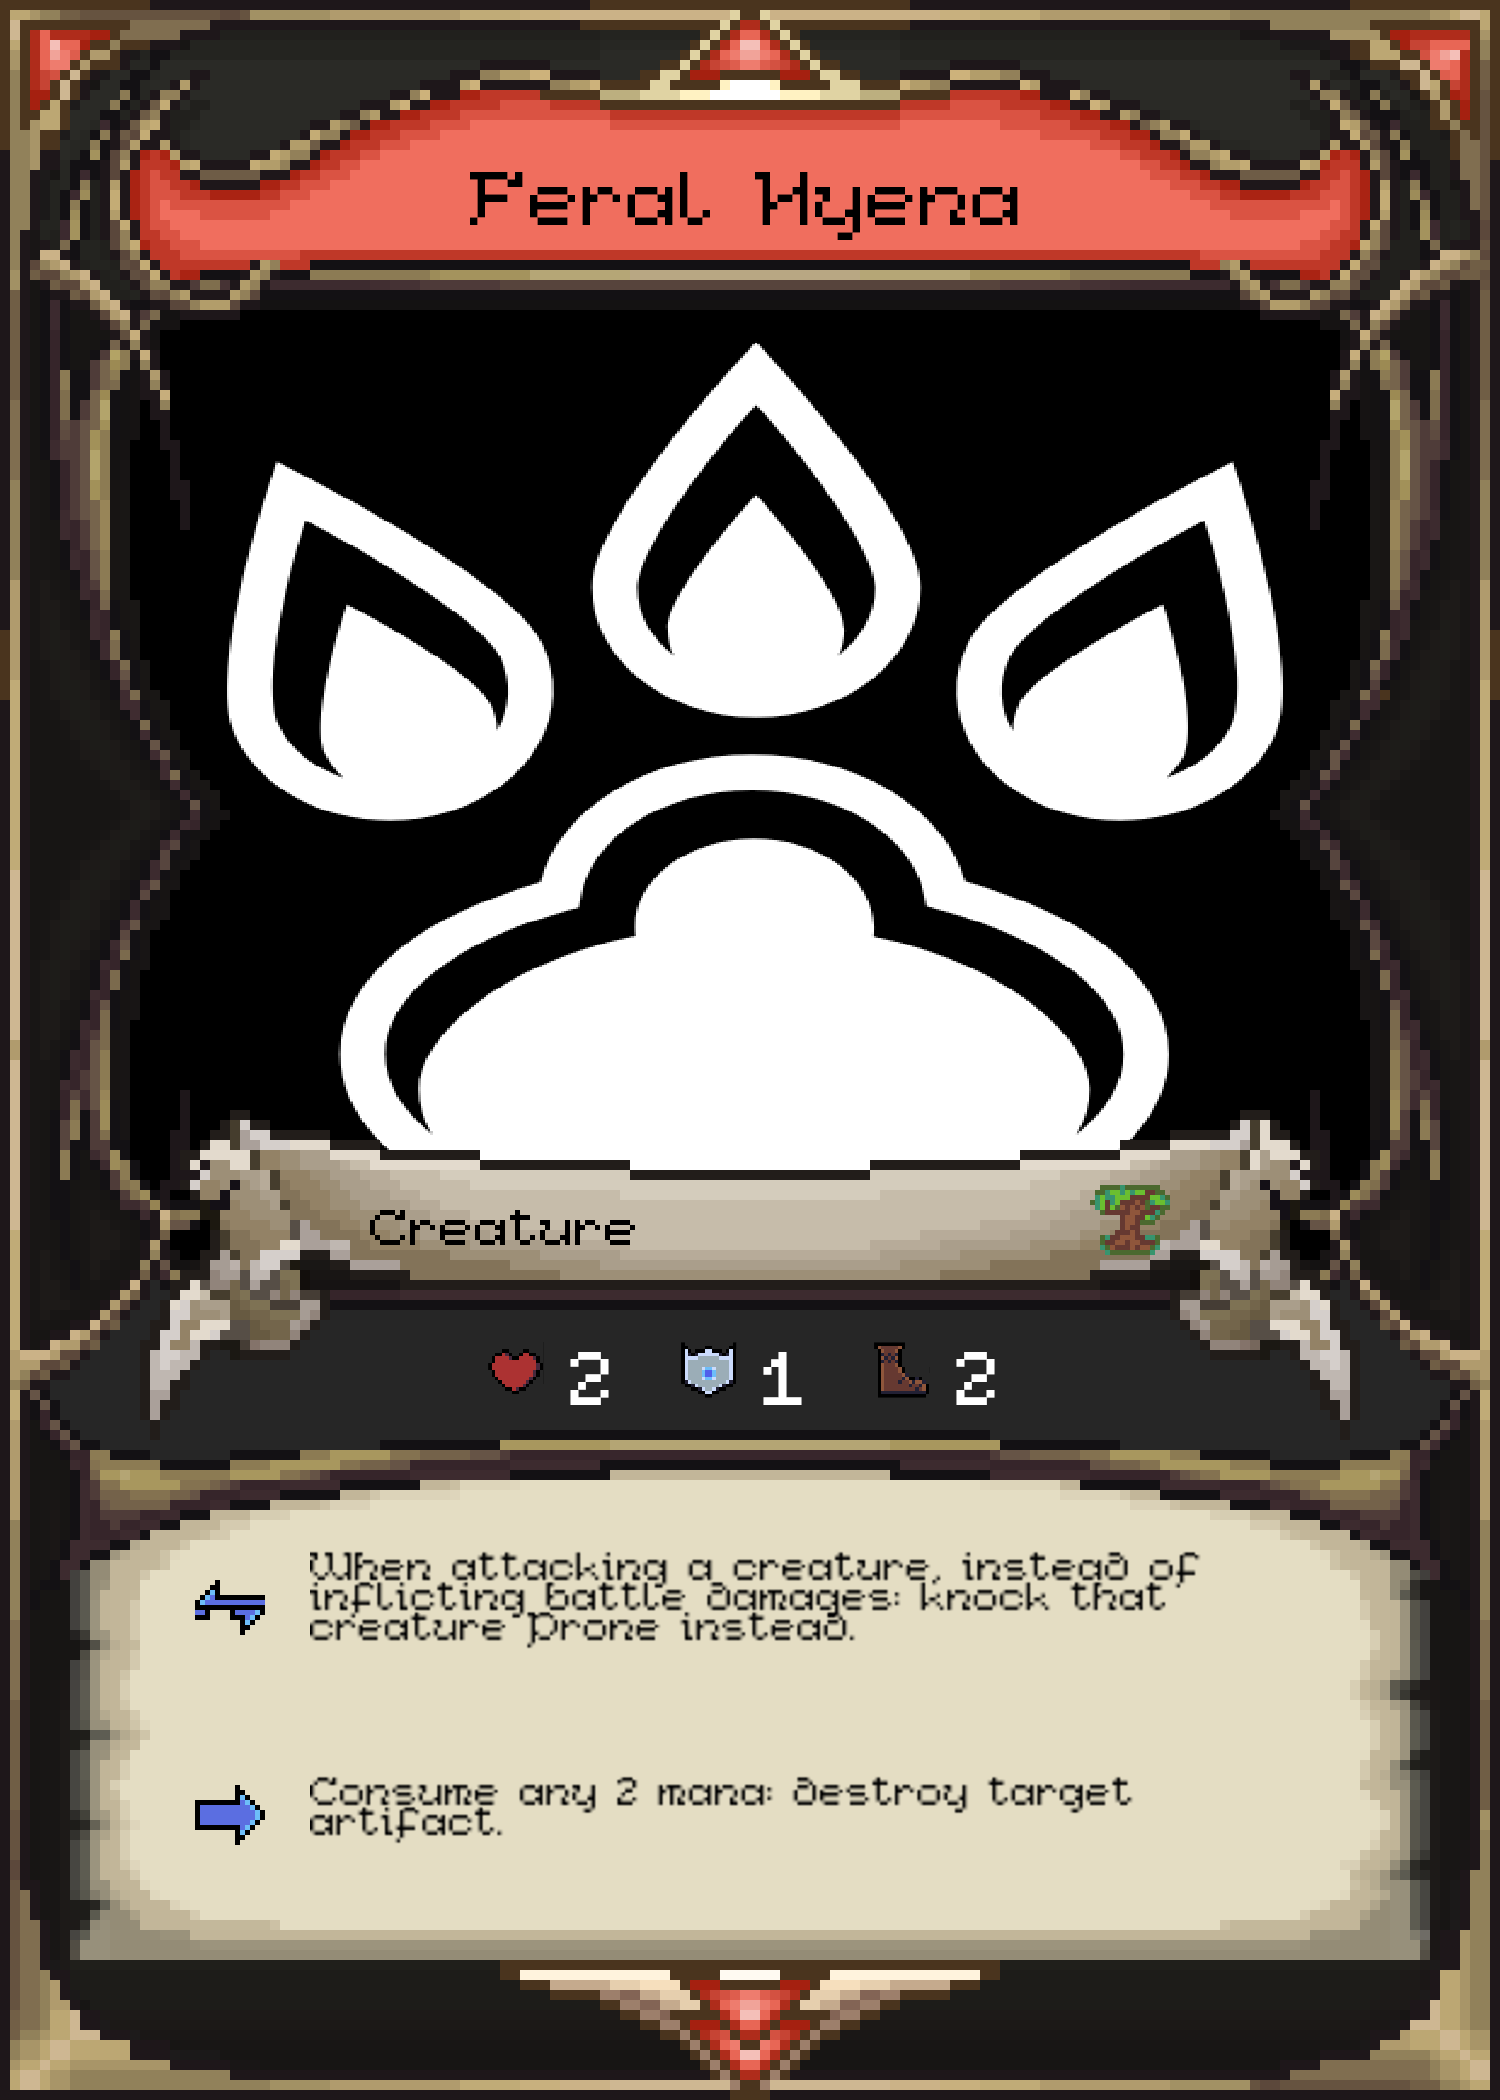 Feral Hyena
Creature
2 1 2
When attacking a creature, instead of
inflicting battle damages: knock that
creature Prone instead.
Consume any 2 mana: destroy target
artifact.